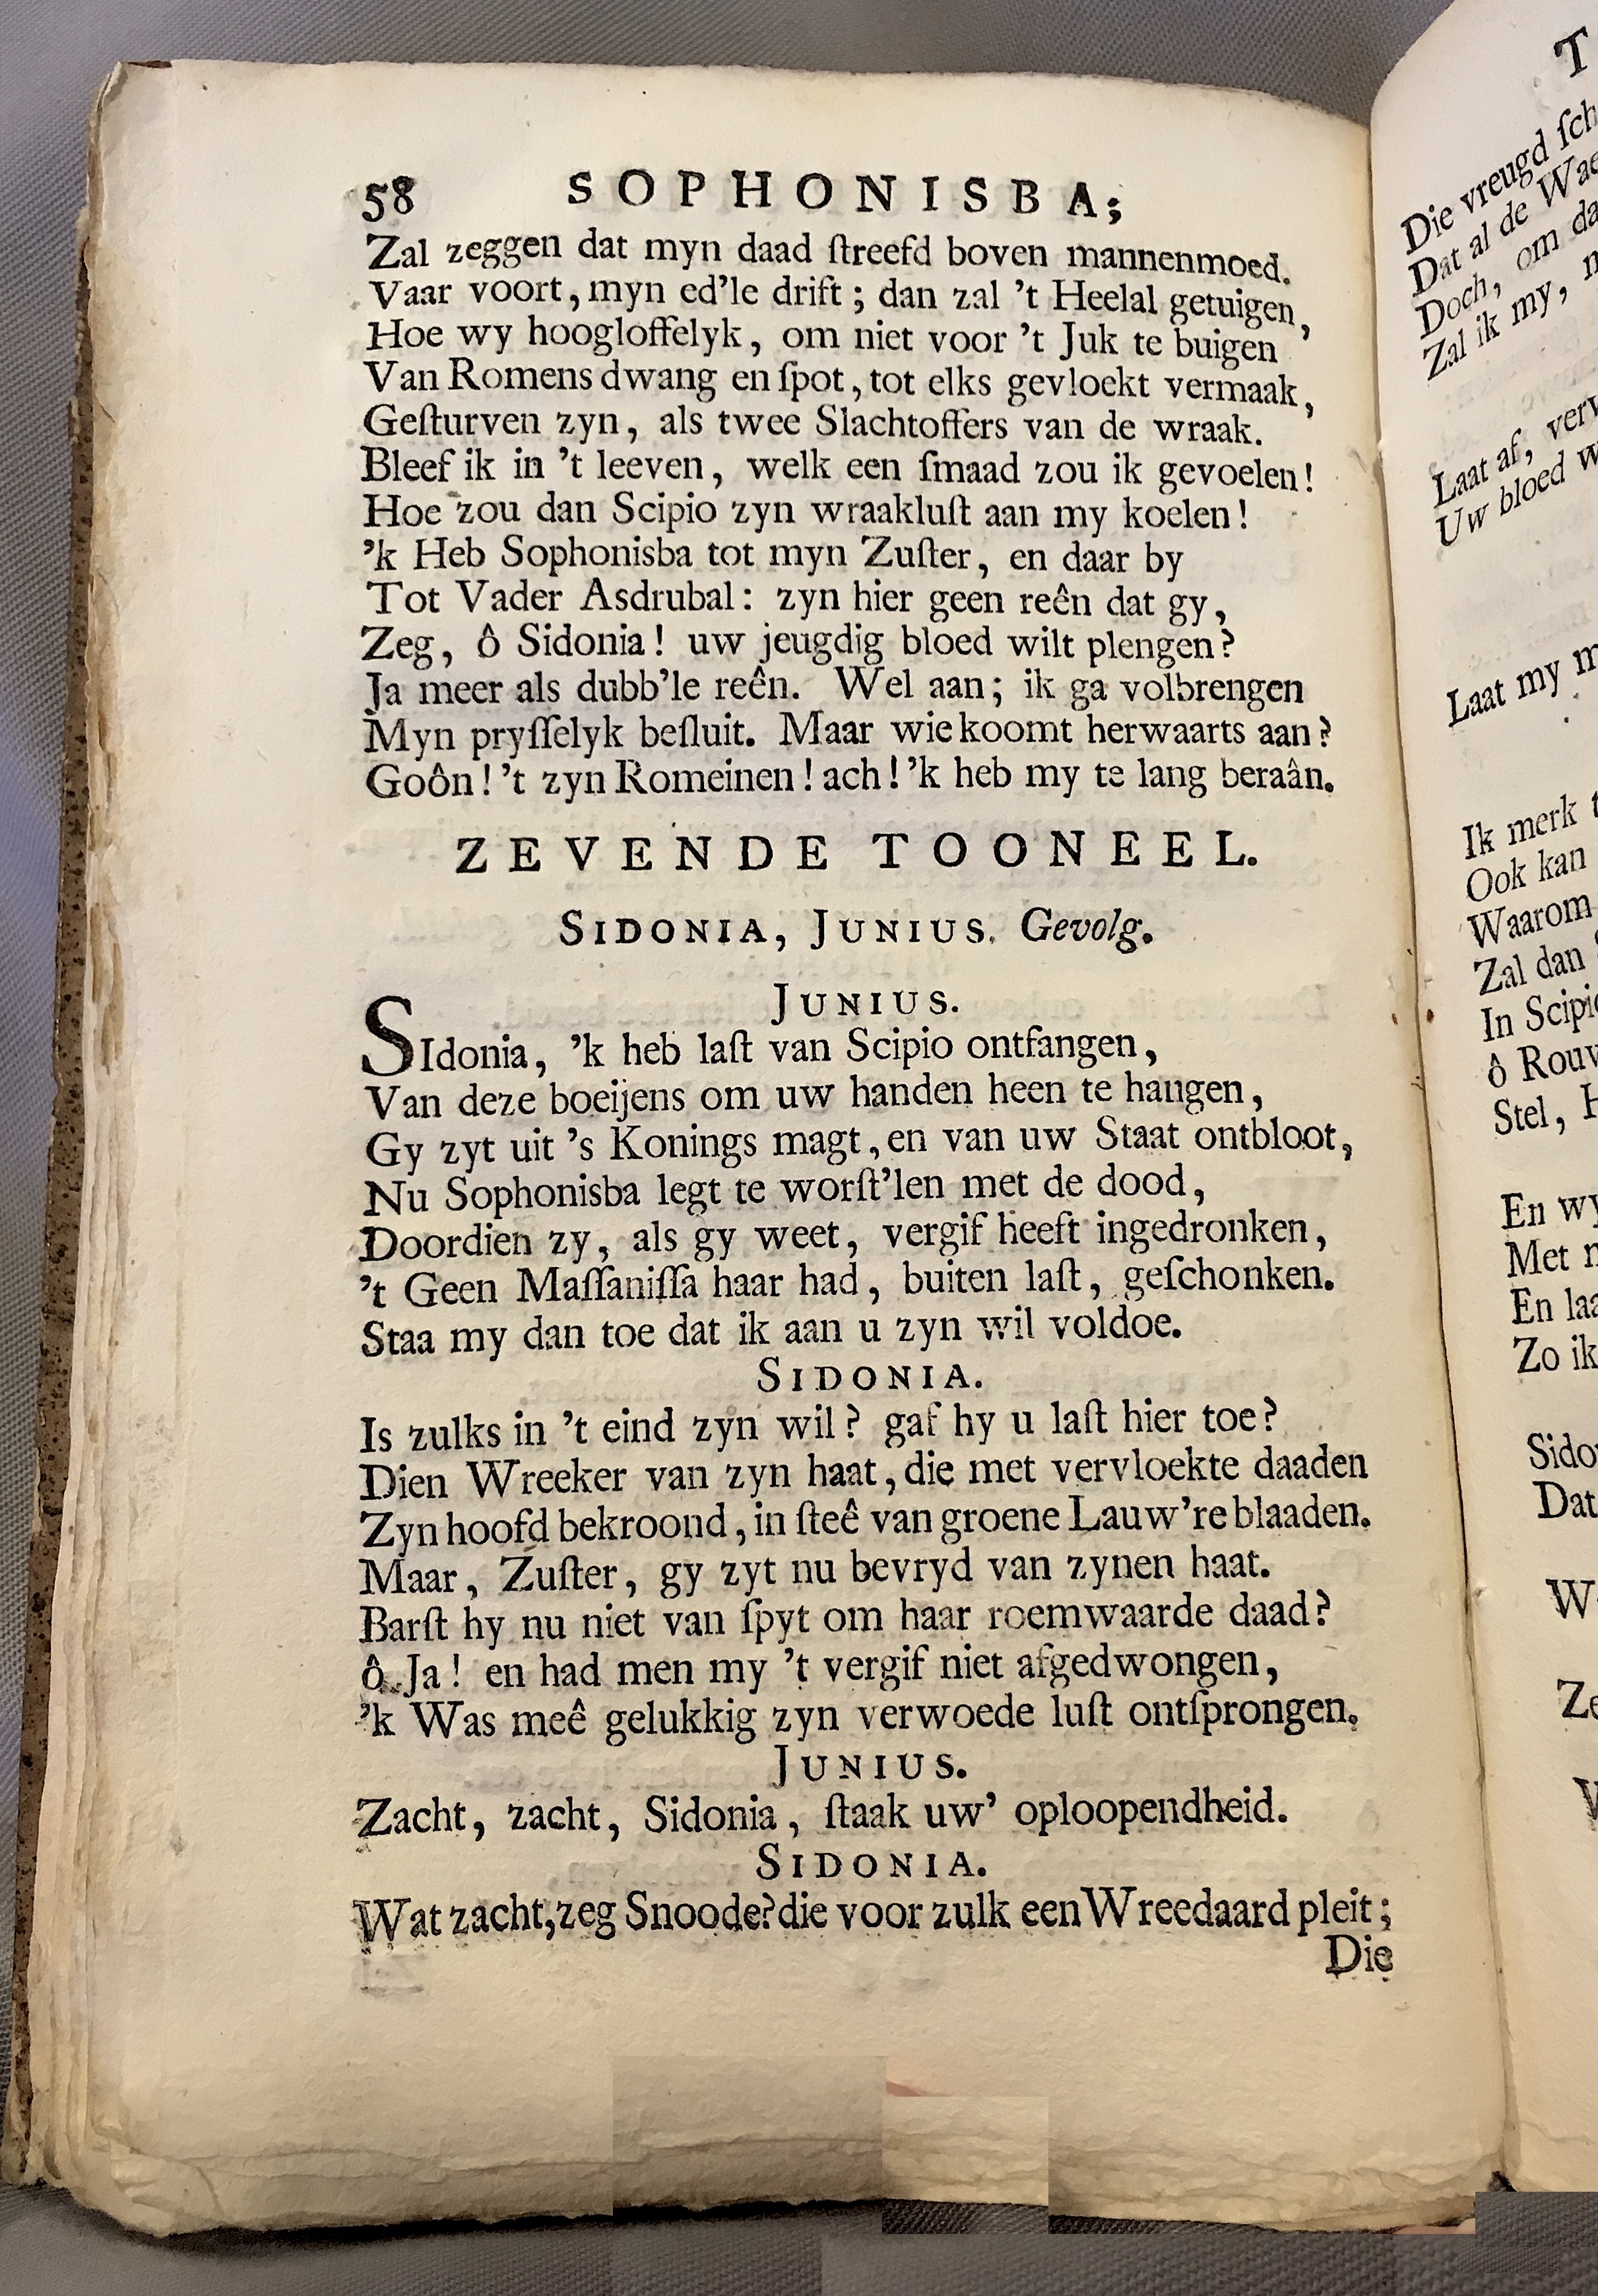 58 SOPHONISBA;
Zal zeggen dat myn daad ſtreefd boven mannenmoed.
Vaar voort, myn ed'le drift; dan zal 't Heelal getuigen,
Hoe wy hoogloffelyk, om niet voor 't Juk te buigen
Van Romens dwang en ſpot, tot elks gevloekt vermaak,
Geſturven zyn, als twee Slachtoffers van de wraak.
Bleef ik in 't leeven, welk een ſmaad zou ik gevoelen!
Hoe zou dan Scipio zyn wraakluſt aan my koelen!
'k Heb Sophonisba tot myn Zuſter, en daar by
Tot Vader Asdrubal: zyn hier geen reên dat gy,
Zeg, ô Sidonia! uw jeugdig bloed wilt plengen?
Ja meer als dubb'le reên. Wel aan; ik ga volbrengen
Myn pryſſelyk beſluit. Maar wie koomt herwaarts aan?
Goôn! 't zyn Romeinen! ach! 'k heb my te lang beraân.
ZEVENDE TOONEEL.
SIDONIA, JUNIUS. Gevolg.
JUNIUS.
SIdonia, 'k heb laſt van Scipio ontfangen,
Van deze boeijens om uw handen heen te hangen,
Gy zyt uit 's Konings magt, en van uw Staat ontbloot,
Nu Sophonisba legt te worſt'len met de dood,
Doordien zy, als gy weet, vergif heeft ingedronken,
't Geen Maſſaniſſa haar had, buiten laſt, geſchonken.
Staa my dan toe dat ik aan u zyn wil voldoe.
SIDONIA.
Is zulks in 't eind zyn wil? gaf hy u laſt hier toe?
Dien Wreeker van zyn haat, die met vervloekte daaden
Zyn hoofd bekroond, in ſteê van groene Lauw're blaaden.
Maar, Zuſter, gy zyt nu bevryd van zynen haat.
Barſt hy nu niet van ſpyt om haar roemwaarde daad?
ô Ja! en had men my 't vergif niet afgedwongen,
'k Was meê gelukkig zyn verwoede luſt ontſprongen.
JUNIUS.
Zacht, zacht, Sidonia, ſtaak uw' oploopendheid.
SIDONIA.
Wat zacht, zeg Snoode? die voor zulk een Wreedaard pleit;
Die
T
Die vreugd ſch
Dat al de Wae
Doch, om da
Zal ik my, n
Laat af, verv
Uw bloed w
Laat my m
Ik merk t
Ook kan
Waarom
Zal dan
In Scipi
ô Rouw
Stel, H
En wy
Met n
En laa
Zo ik
Sido
Dat
W
Ze